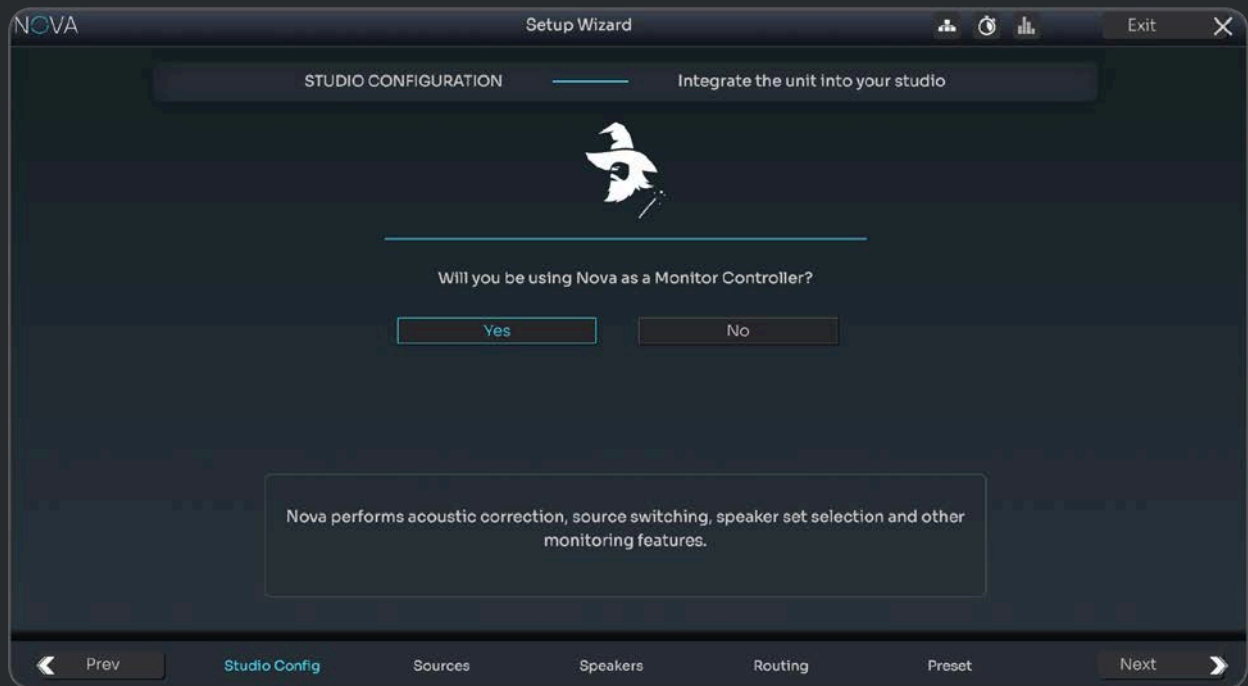 NOVA
Setup Wizard
Exit
STUDIO CONFIGURATION
Integrate the unit into your studio
Will you be using Nova as a Monitor Controller?
Yes
No
Nova performs acoustic correction, source switching, speaker set selection and other
monitoring features.
Prev
Studio Config
Sources
Speakers
Routing
Preset
Next